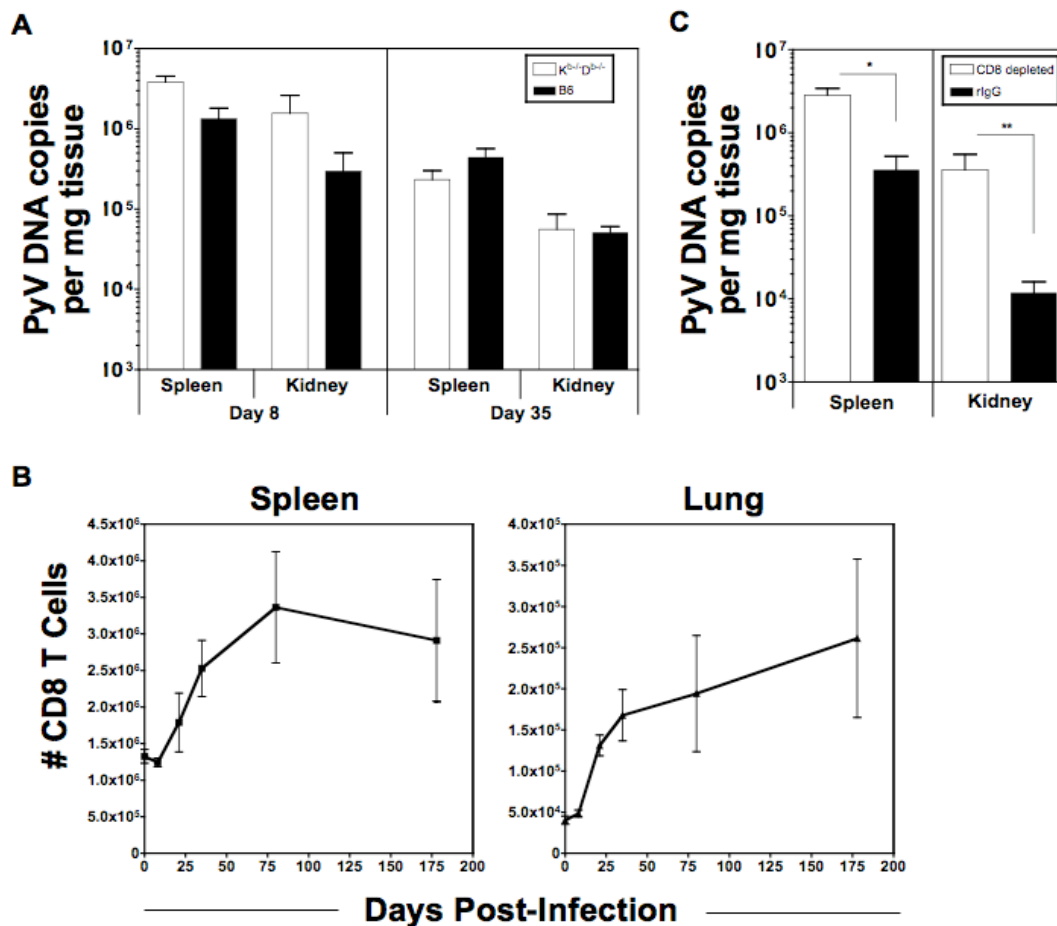 A
PyV DNA copies
per mg tissue
10⁷
10⁶
10⁵
10⁴
10³
Kᵇ⁻/⁻Dᵇ⁻/⁻
B6
Spleen
Kidney
Spleen
Kidney
Day 8
Day 35
C
PyV DNA copies
per mg tissue
10⁷
10⁶
10⁵
10⁴
10³
CD8 depleted
rIgG
*
**
Spleen
Kidney
B
# CD8 T Cells
Spleen
4.5x10⁶
4.0x10⁶
3.5x10⁶
3.0x10⁶
2.5x10⁶
2.0x10⁶
1.5x10⁶
1.0x10⁶
5.0x10⁵
0
0 25 50 75 100 125 150 175 200
Lung
4.0x10⁵
3.5x10⁵
3.0x10⁵
2.5x10⁵
2.0x10⁵
1.5x10⁵
1.0x10⁵
5.0x10⁴
0
0 25 50 75 100 125 150 175 200
Days Post-Infection